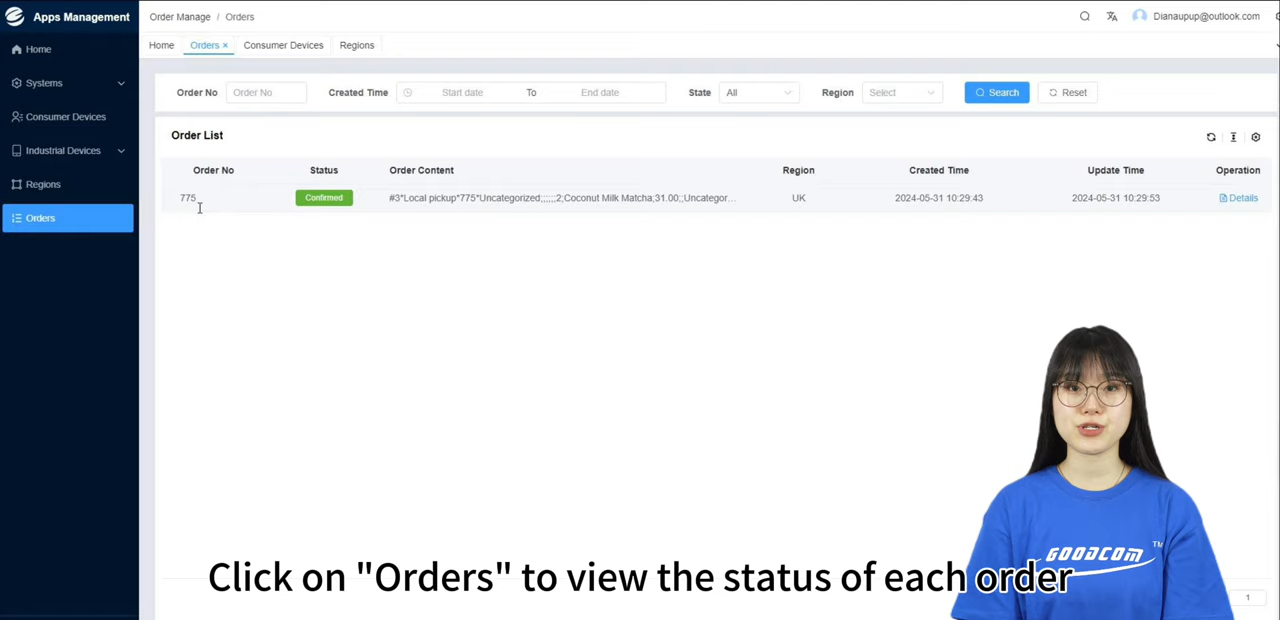 Apps Management
Order Manage / Orders
Dianaupup@outlook.com
Home
Orders ×
Consumer Devices
Regions
Home
Systems
Consumer Devices
Industrial Devices
Regions
Orders
Order No
Order No
Created Time
Start date
To
End date
State
All
Region
Select
Search
Reset
Order List
Order No
Status
Order Content
Region
Created Time
Update Time
Operation
775
Confirmed
#3*Local pickup*775*Uncategorized;;;;;;2;Coconut Milk Matcha;31.00;;Uncategor...
UK
2024-05-31 10:29:43
2024-05-31 10:29:53
Details
GOODCOM™
Click on "Orders" to view the status of each order
1